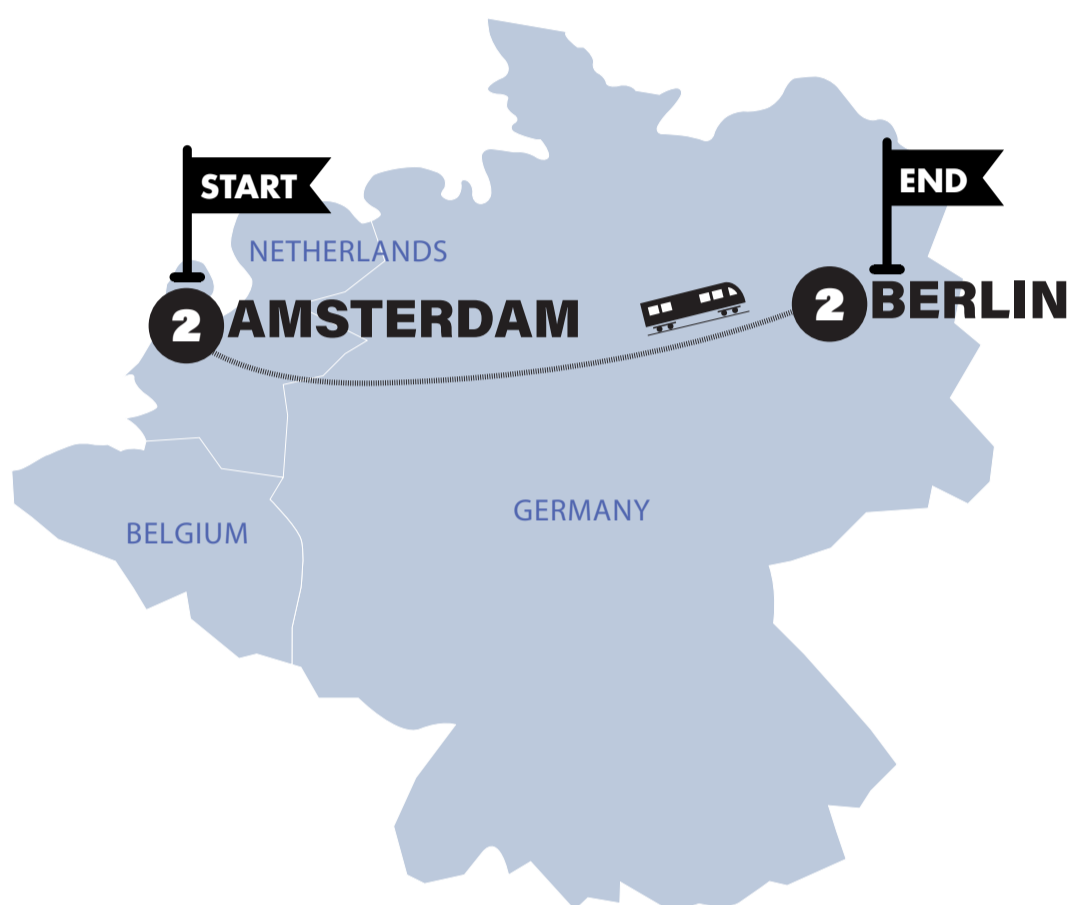 START
END
NETHERLANDS
2 AMSTERDAM
2 BERLIN
BELGIUM
GERMANY